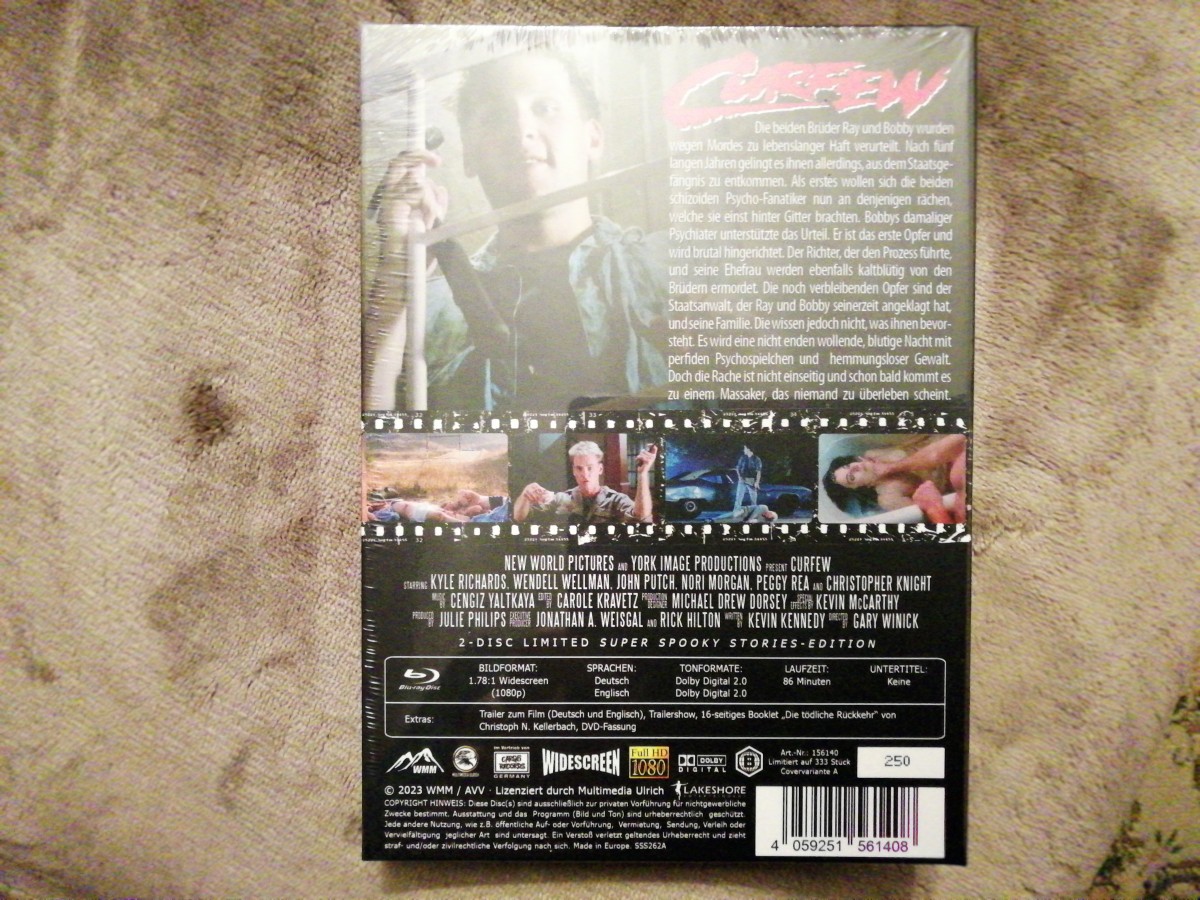 CURFEW
Die beiden Brüder Ray und Bobby wurden
wegen Mordes zu lebenslanger Haft verurteilt. Nach fünf
langen Jahren gelingt es ihnen allerdings, aus dem Staatsge-
fängnis zu entkommen. Als erstes wollen sich die beiden
schizoiden Psycho-Fanatiker nun an denjenigen rächen,
welche sie einst hinter Gitter brachten. Bobbys damaliger
Psychiater unterstützte das Urteil. Er ist das erste Opfer und
wird brutal hingerichtet. Der Richter, der den Prozess führte,
und seine Ehefrau werden ebenfalls kaltblütig von den
Brüdern ermordet. Die noch verbleibenden Opfer sind der
Staatsanwalt, der Ray und Bobby seinerzeit angeklagt hat,
und seine Familie. Die wissen jedoch nicht, was ihnen bevor-
steht. Es wird eine nicht enden wollende, blutige Nacht mit
perfiden Psychospielchen und hemmungsloser Gewalt.
Doch die Rache ist nicht einseitig und schon bald kommt es
zu einem Massaker, das niemand zu überleben scheint.
32 33
32
NEW WORLD PICTURES AND YORK IMAGE PRODUCTIONS PRESENT CURFEW
STARRING KYLE RICHARDS, WENDELL WELLMAN, JOHN PUTCH, NORI MORGAN, PEGGY REA AND CHRISTOPHER KNIGHT
MUSIC BY CENGIZ YALTKAYA EDITED BY CAROLE KRAVETZ PRODUCTION DESIGNER MICHAEL DREW DORSEY SPECIAL EFFECTS BY KEVIN McCARTHY
PRODUCED BY JULIE PHILIPS EXECUTIVE PRODUCER JONATHAN A. WEISGAL AND RICK HILTON WRITTEN BY KEVIN KENNEDY DIRECTED BY GARY WINICK
2-DISC LIMITED SUPER SPOOKY STORIES-EDITION
Blu-ray Disc
BILDFORMAT: SPRACHEN: TONFORMATE: LAUFZEIT: UNTERTITEL:
1.78:1 Widescreen Deutsch Dolby Digital 2.0 86 Minuten Keine
(1080p) Englisch Dolby Digital 2.0
Extras: Trailer zum Film (Deutsch und Englisch), Trailershow, 16-seitiges Booklet „Die tödliche Rückkehr" von
Christoph N. Kellerbach, DVD-Fassung
WMM
Im Vertrieb von
CARGO RECORDS
GERMANY
WIDESCREEN
Full HD
1080
DOLBY
DIGITAL
Art.-Nr.: 156140
Limitiert auf 333 Stück
Covervariante A
250
© 2023 WMM / AVV · Lizenziert durch Multimedia Ulrich LAKESHORE
COPYRIGHT HINWEIS: Diese Disc(s) sind ausschließlich zur privaten Vorführung für nichtgewerbliche
Zwecke bestimmt. Ausstattung und das Programm (Bild und Ton) sind urheberrechtlich geschützt.
Jede andere Nutzung, wie z.B. öffentliche Auf- oder Vorführung, Vermietung, Sendung, Verleih oder
Vervielfältigung jeglicher Art sind untersagt. Ein Verstoß verletzt geltendes Urheberrecht und zieht
straf- und/oder zivilrechtliche Verfolgung nach sich. Made in Europe. SSS262A
4 059251 561408